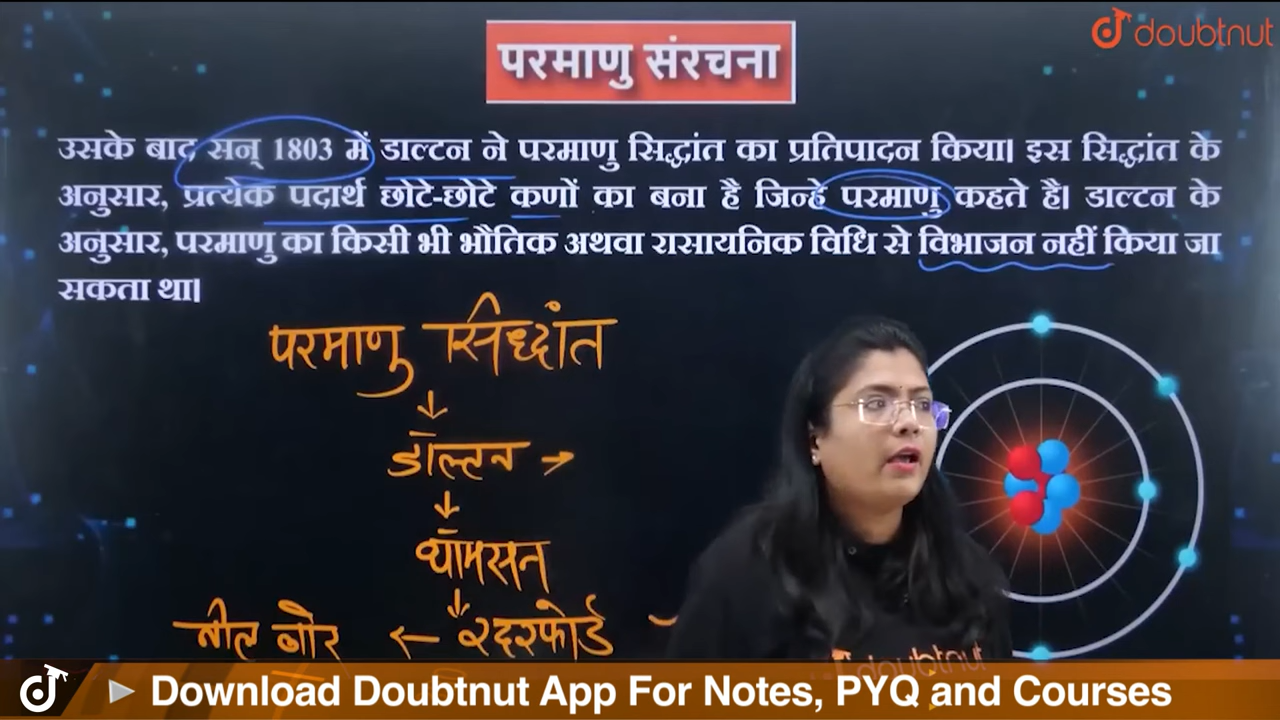 परमाणु संरचना
doubtnut
उसके बाद सन् 1803 में डाल्टन ने परमाणु सिद्धांत का प्रतिपादन किया। इस सिद्धांत के
अनुसार, प्रत्येक पदार्थ छोटे-छोटे कणों का बना है जिन्हे परमाणु कहते है। डाल्टन के
अनुसार, परमाणु का किसी भी भौतिक अथवा रासायनिक विधि से विभाजन नहीं किया जा
सकता था।
परमाणु सिध्दांत
↓
डॉल्टन →
↓
थॉमसन
↓
नील बोर ← रदरफोर्ड
doubtnut
Download Doubtnut App For Notes, PYQ and Courses